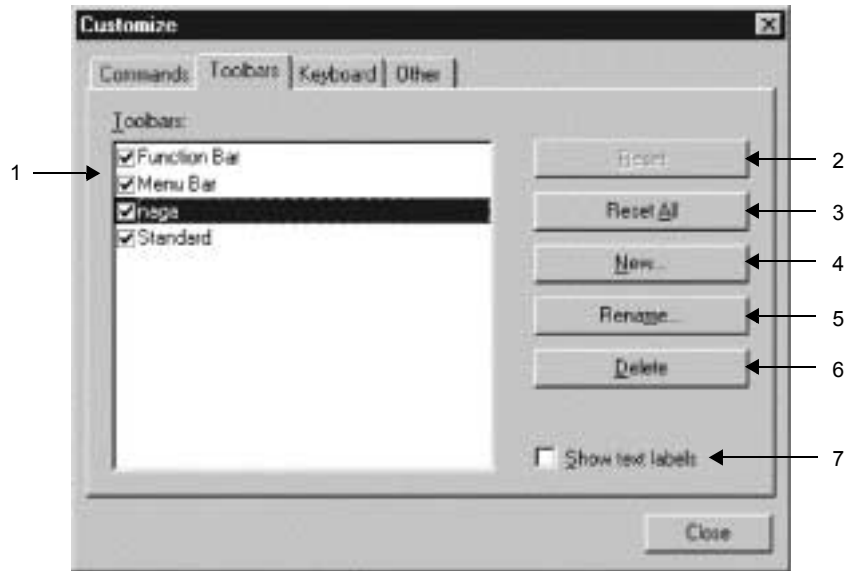 Customize
Commands Toolbars Keyboard Other
Toolbars:
1
Function Bar
Menu Bar
naga
Standard
Reset
2
Reset All
3
New...
4
Rename...
5
Delete
6
Show text labels
7
Close